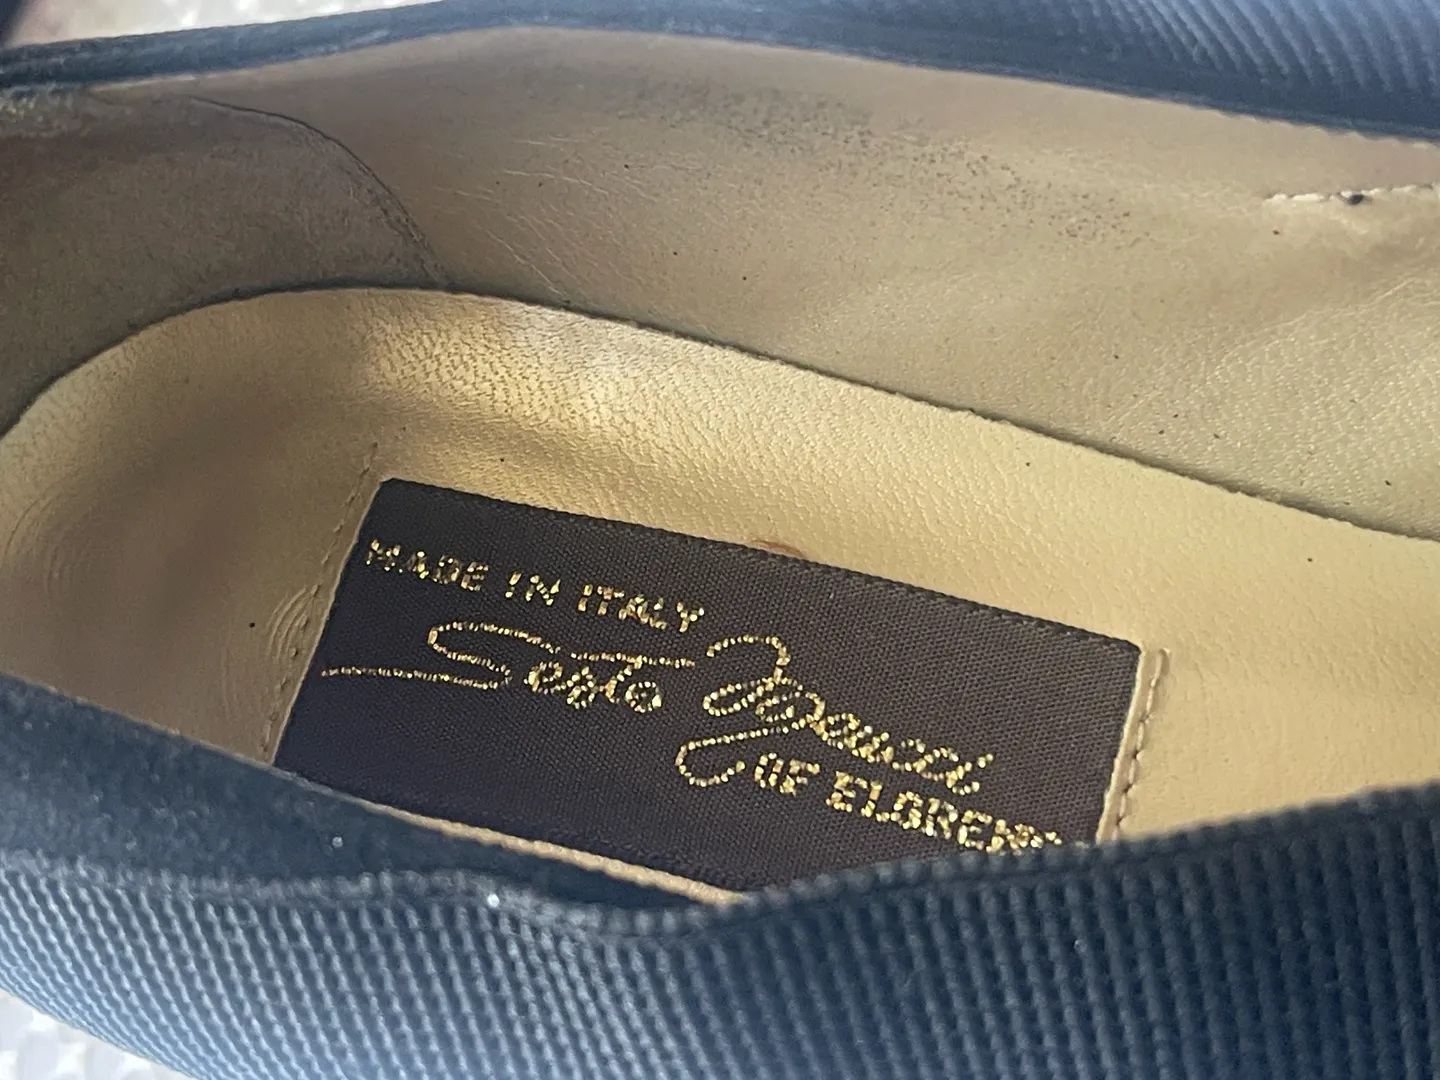 MADE IN ITALY
Sesto Meucci
OF FLOREN